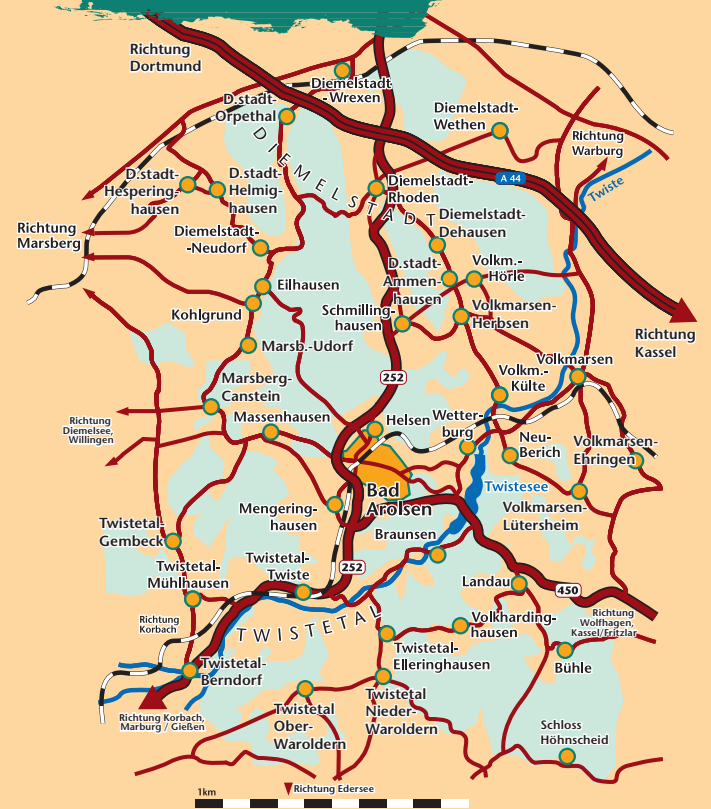 Richtung
Dortmund
Diemelstadt
-Wrexen
D.stadt-
Orpethal
Diemelstadt-
Wethen
Richtung
Warburg
DIEMELSTADT
A 44
Twiste
D.stadt-
Hespering-
hausen
D.stadt-
Helmig-
hausen
Diemelstadt-
Rhoden
Richtung
Marsberg
Diemelstadt-
-Neudorf
Diemelstadt-
Dehausen
D.stadt-
Ammen-
hausen
Volkm.-
Hörle
Eilhausen
Kohlgrund
Schmilling-
hausen
Volkmarsen-
Herbsen
Richtung
Kassel
Marsb.-Udorf
Volkmarsen
252
Volkm.-
Külte
Marsberg-
Canstein
Massenhausen
Helsen
Wetter-
burg
Richtung
Diemelsee,
Willingen
Neu-
Berich
Volkmarsen-
Ehringen
Bad
Arolsen
Twistesee
Mengering-
hausen
Volkmarsen-
Lütersheim
Twistetal-
Gembeck
Braunsen
Twistetal-
Mühlhausen
Twistetal-
Twiste
252
Landau
450
Richtung
Korbach
TWISTETAL
Volkharding-
hausen
Richtung
Wolfhagen,
Kassel/Fritzlar
Twistetal-
Elleringhausen
Bühle
Twistetal-
Berndorf
Richtung Korbach,
Marburg / Gießen
Twistetal
Ober-
Waroldern
Twistetal
Nieder-
Waroldern
Schloss
Höhnscheid
1km
Richtung Edersee